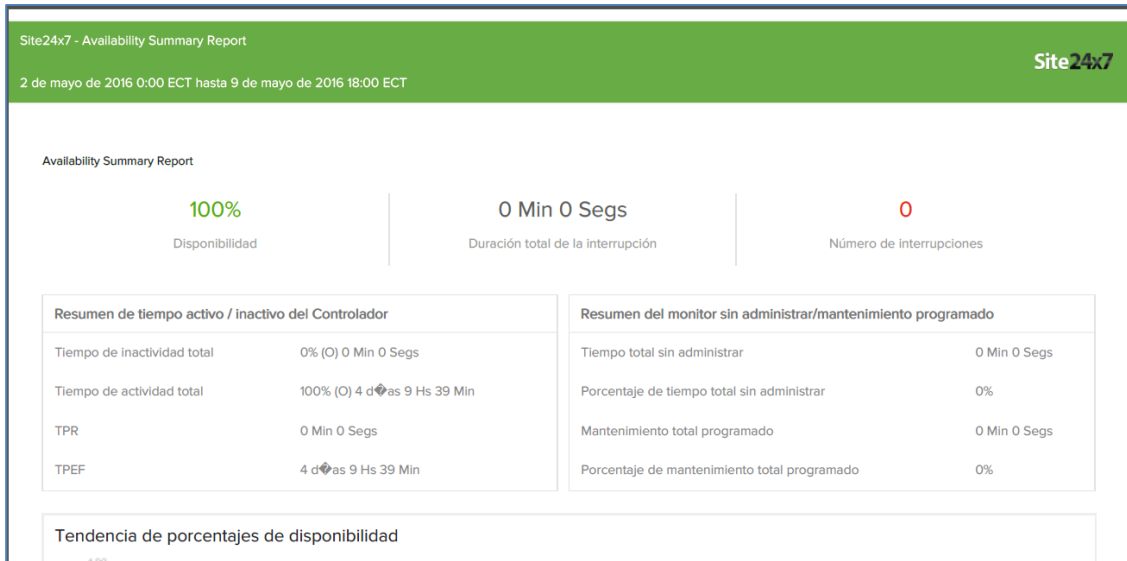 Site24x7 - Availability Summary Report
Site24x7
2 de mayo de 2016 0:00 ECT hasta 9 de mayo de 2016 18:00 ECT
Availability Summary Report
100%
Disponibilidad
0 Min 0 Segs
Duración total de la interrupción
0
Número de interrupciones
Resumen de tiempo activo / inactivo del Controlador
Tiempo de inactividad total 0% (O) 0 Min 0 Segs
Tiempo de actividad total 100% (O) 4 d�as 9 Hs 39 Min
TPR 0 Min 0 Segs
TPEF 4 d�as 9 Hs 39 Min
Resumen del monitor sin administrar/mantenimiento programado
Tiempo total sin administrar 0 Min 0 Segs
Porcentaje de tiempo total sin administrar 0%
Mantenimiento total programado 0 Min 0 Segs
Porcentaje de mantenimiento total programado 0%
Tendencia de porcentajes de disponibilidad